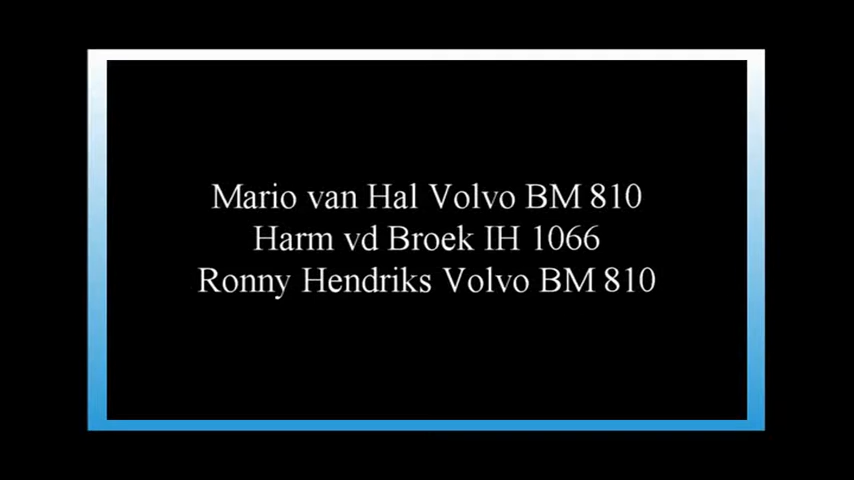 Mario van Hal Volvo BM 810
Harm vd Broek IH 1066
Ronny Hendriks Volvo BM 810